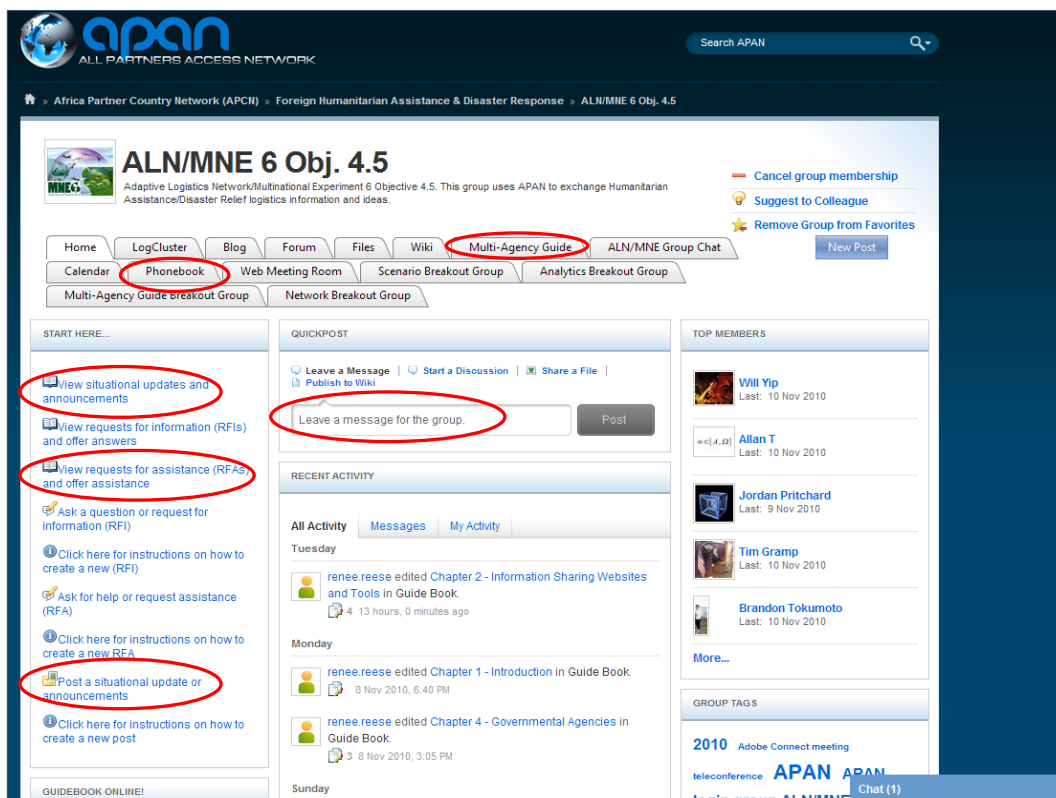 apan
ALL PARTNERS ACCESS NETWORK
Search APAN
» Africa Partner Country Network (APCN) » Foreign Humanitarian Assistance & Disaster Response » ALN/MNE 6 Obj. 4.5
MNE6
ALN/MNE 6 Obj. 4.5
Adaptive Logistics Network/Multinational Experiment 6 Objective 4.5. This group uses APAN to exchange Humanitarian
Assistance/Disaster Relief logistics information and ideas.
Cancel group membership
Suggest to Colleague
Remove Group from Favorites
New Post
Home LogCluster Blog Forum Files Wiki Multi-Agency Guide ALN/MNE Group Chat
Calendar Phonebook Web Meeting Room Scenario Breakout Group Analytics Breakout Group
Multi-Agency Guide Breakout Group Network Breakout Group
START HERE...
View situational updates and
announcements
View requests for information (RFIs)
and offer answers
View requests for assistance (RFAs)
and offer assistance
Ask a question or request for
information (RFI)
Click here for instructions on how to
create a new (RFI)
Ask for help or request assistance
(RFA)
Click here for instructions on how to
create a new RFA
Post a situational update or
announcements
Click here for instructions on how to
create a new post
GUIDEBOOK ONLINE!
QUICKPOST
Leave a Message | Start a Discussion | Share a File |
Publish to Wiki
Leave a message for the group.
Post
RECENT ACTIVITY
All Activity Messages My Activity
Tuesday
renee.reese edited Chapter 2 - Information Sharing Websites
and Tools in Guide Book.
4 13 hours, 0 minutes ago
Monday
renee.reese edited Chapter 1 - Introduction in Guide Book.
8 Nov 2010, 6:40 PM
renee.reese edited Chapter 4 - Governmental Agencies in
Guide Book.
3 8 Nov 2010, 3:05 PM
Sunday
TOP MEMBERS
Will Yip
Last: 10 Nov 2010
Allan T
Last: 10 Nov 2010
Jordan Pritchard
Last: 9 Nov 2010
Tim Gramp
Last: 10 Nov 2010
Brandon Tokumoto
Last: 10 Nov 2010
More...
GROUP TAGS
2010 Adobe Connect meeting
teleconference APAN APAN
login group ALN/MNE
Chat (1)